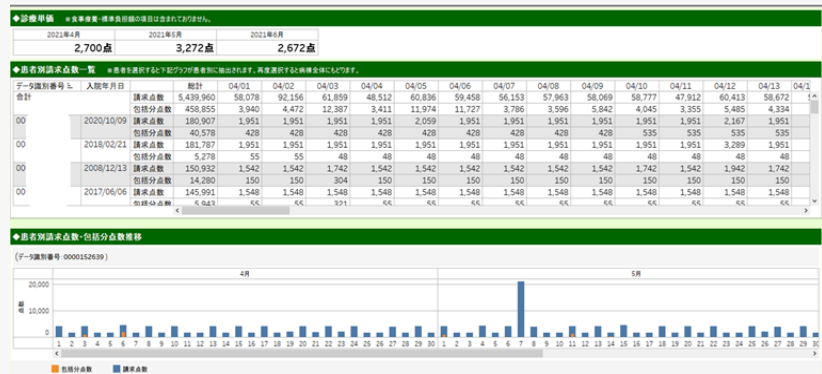 ◆診療単価 ※食事療養・標準負担額の項目は含まれておりません。
2021年4月 2021年5月 2021年6月
2,700点 3,272点 2,672点
◆患者別請求点数一覧 ※患者を選択すると下記グラフが患者別に抽出されます。再度選択すると病棟全体にもどります。
データ識別番号 入院年月日 総計 04/01 04/02 04/03 04/04 04/05 04/06 04/07 04/08 04/09 04/10 04/11 04/12 04/13 04/1
合計 請求点数 5,439,960 58,078 92,156 61,859 48,512 60,836 59,458 56,153 57,963 58,069 58,777 47,912 60,413 58,672
包括分点数 458,855 3,940 4,472 12,387 3,411 11,974 11,727 3,786 3,596 5,842 4,045 3,355 5,485 4,334
00 2020/10/09 請求点数 180,907 1,951 1,951 1,951 1,951 2,059 1,951 1,951 1,951 1,951 1,951 1,951 2,167 1,951
包括分点数 40,578 428 428 428 428 428 428 428 428 428 535 535 535 535
00 2018/02/21 請求点数 181,787 1,951 1,951 1,951 1,951 1,951 1,951 1,951 1,951 1,951 1,951 1,951 3,289 1,951
包括分点数 5,278 55 55 48 48 48 48 48 48 48 48 48 48 48
00 2008/12/13 請求点数 150,932 1,542 1,542 1,742 1,542 1,542 1,542 1,542 1,542 1,542 1,742 1,542 1,942 1,742
包括分点数 14,280 150 150 304 150 150 150 150 150 150 150 150 150 150
00 2017/06/06 請求点数 145,991 1,548 1,548 1,548 1,548 1,548 1,548 1,548 1,548 1,548 1,548 1,548 1,548 1,548
包括分点数 5,943 55 55 321 55 55 55 55 55 55 55 55 55 55
◆患者別請求点数・包括分点数推移
(データ識別番号:0000152639)
4月 5月
点数
20,000
10,000
0
1 2 3 4 5 6 7 8 9 10 11 12 13 14 15 16 17 18 19 20 21 22 23 24 25 26 27 28 29 30 1 2 3 4 5 6 7 8 9 10 11 12 13 14 15 16 17 18 19 20 21 22 23 24 25 26 27 28 29 30
包括分点数 請求点数